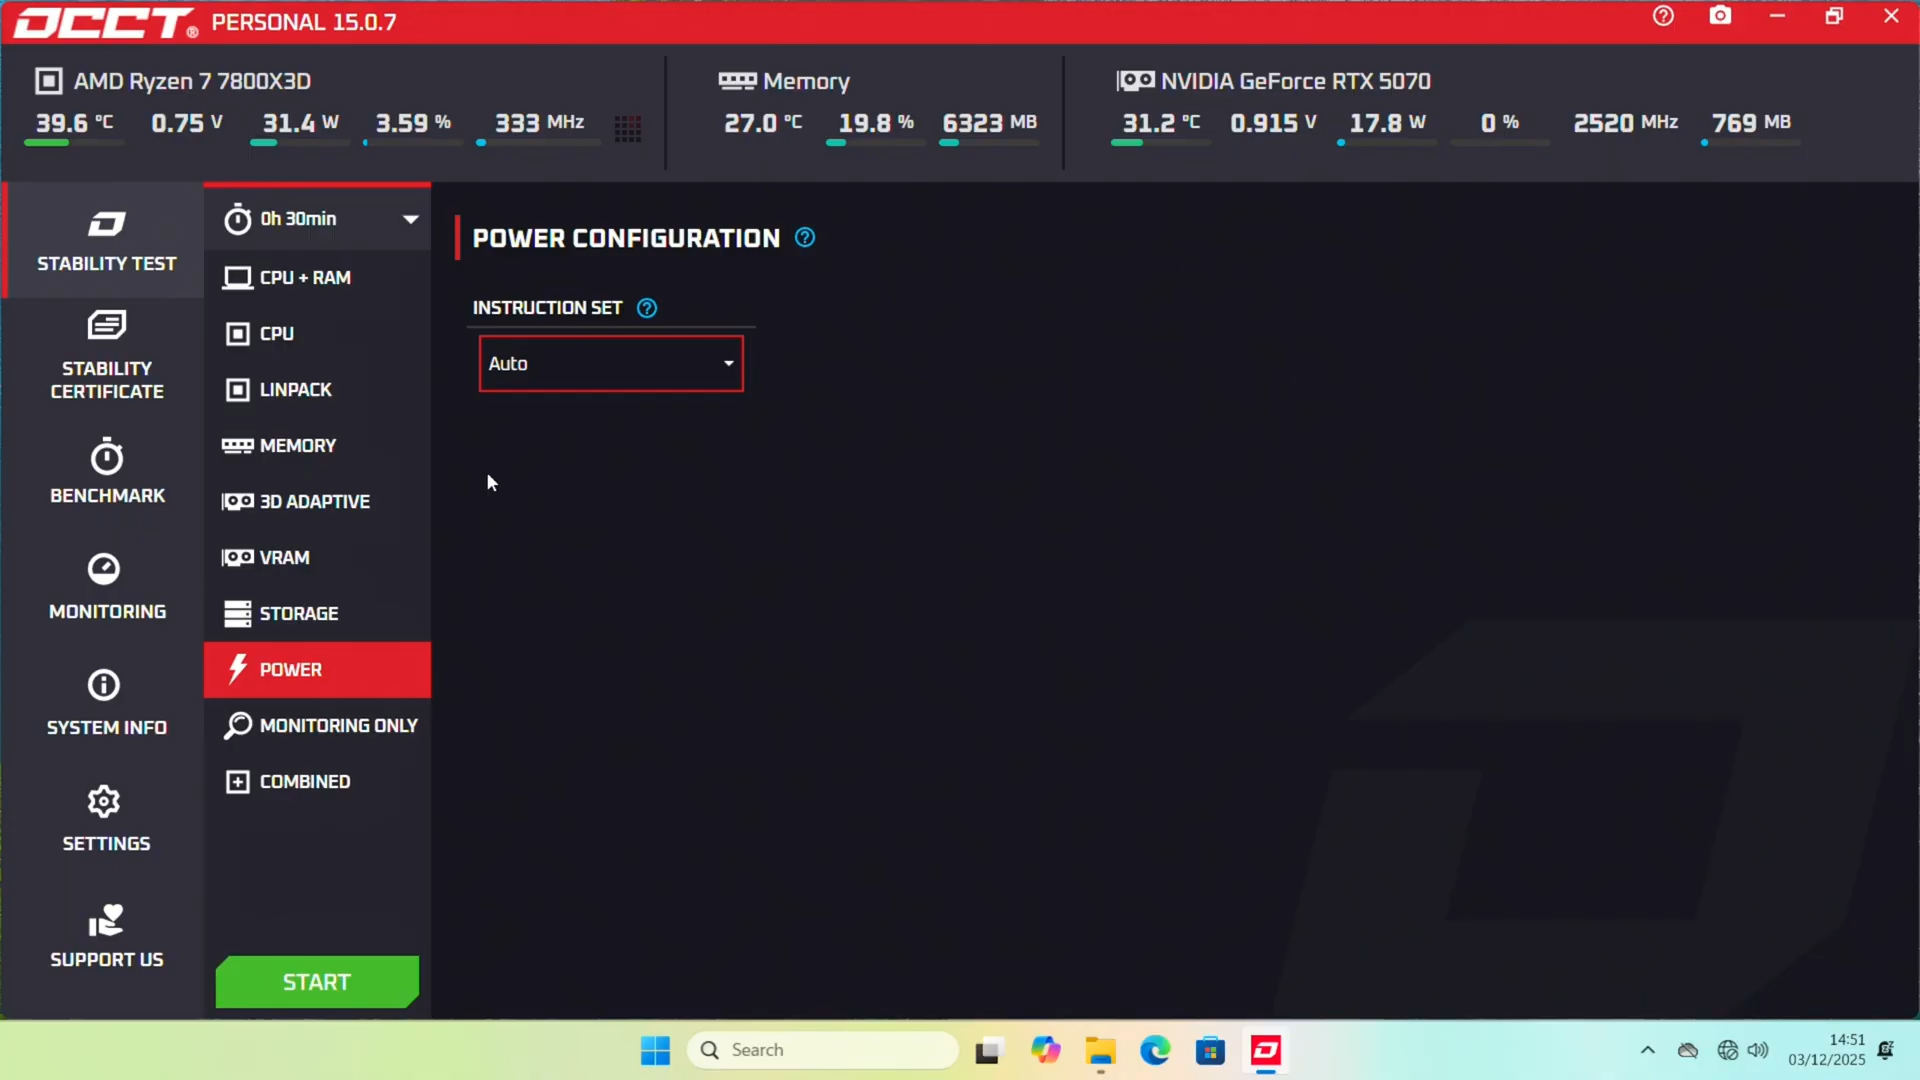 OCCT® PERSONAL 15.0.7
AMD Ryzen 7 7800X3D
39.6 °C 0.75 V 31.4 W 3.59 % 333 MHz
Memory
27.0 °C 19.8 % 6323 MB
NVIDIA GeForce RTX 5070
31.2 °C 0.915 V 17.8 W 0 % 2520 MHz 769 MB
STABILITY TEST
STABILITY
CERTIFICATE
BENCHMARK
MONITORING
SYSTEM INFO
SETTINGS
SUPPORT US
0h 30min
CPU + RAM
CPU
LINPACK
MEMORY
3D ADAPTIVE
VRAM
STORAGE
POWER
MONITORING ONLY
COMBINED
START
POWER CONFIGURATION
INSTRUCTION SET
Auto
Search
14:51
03/12/2025